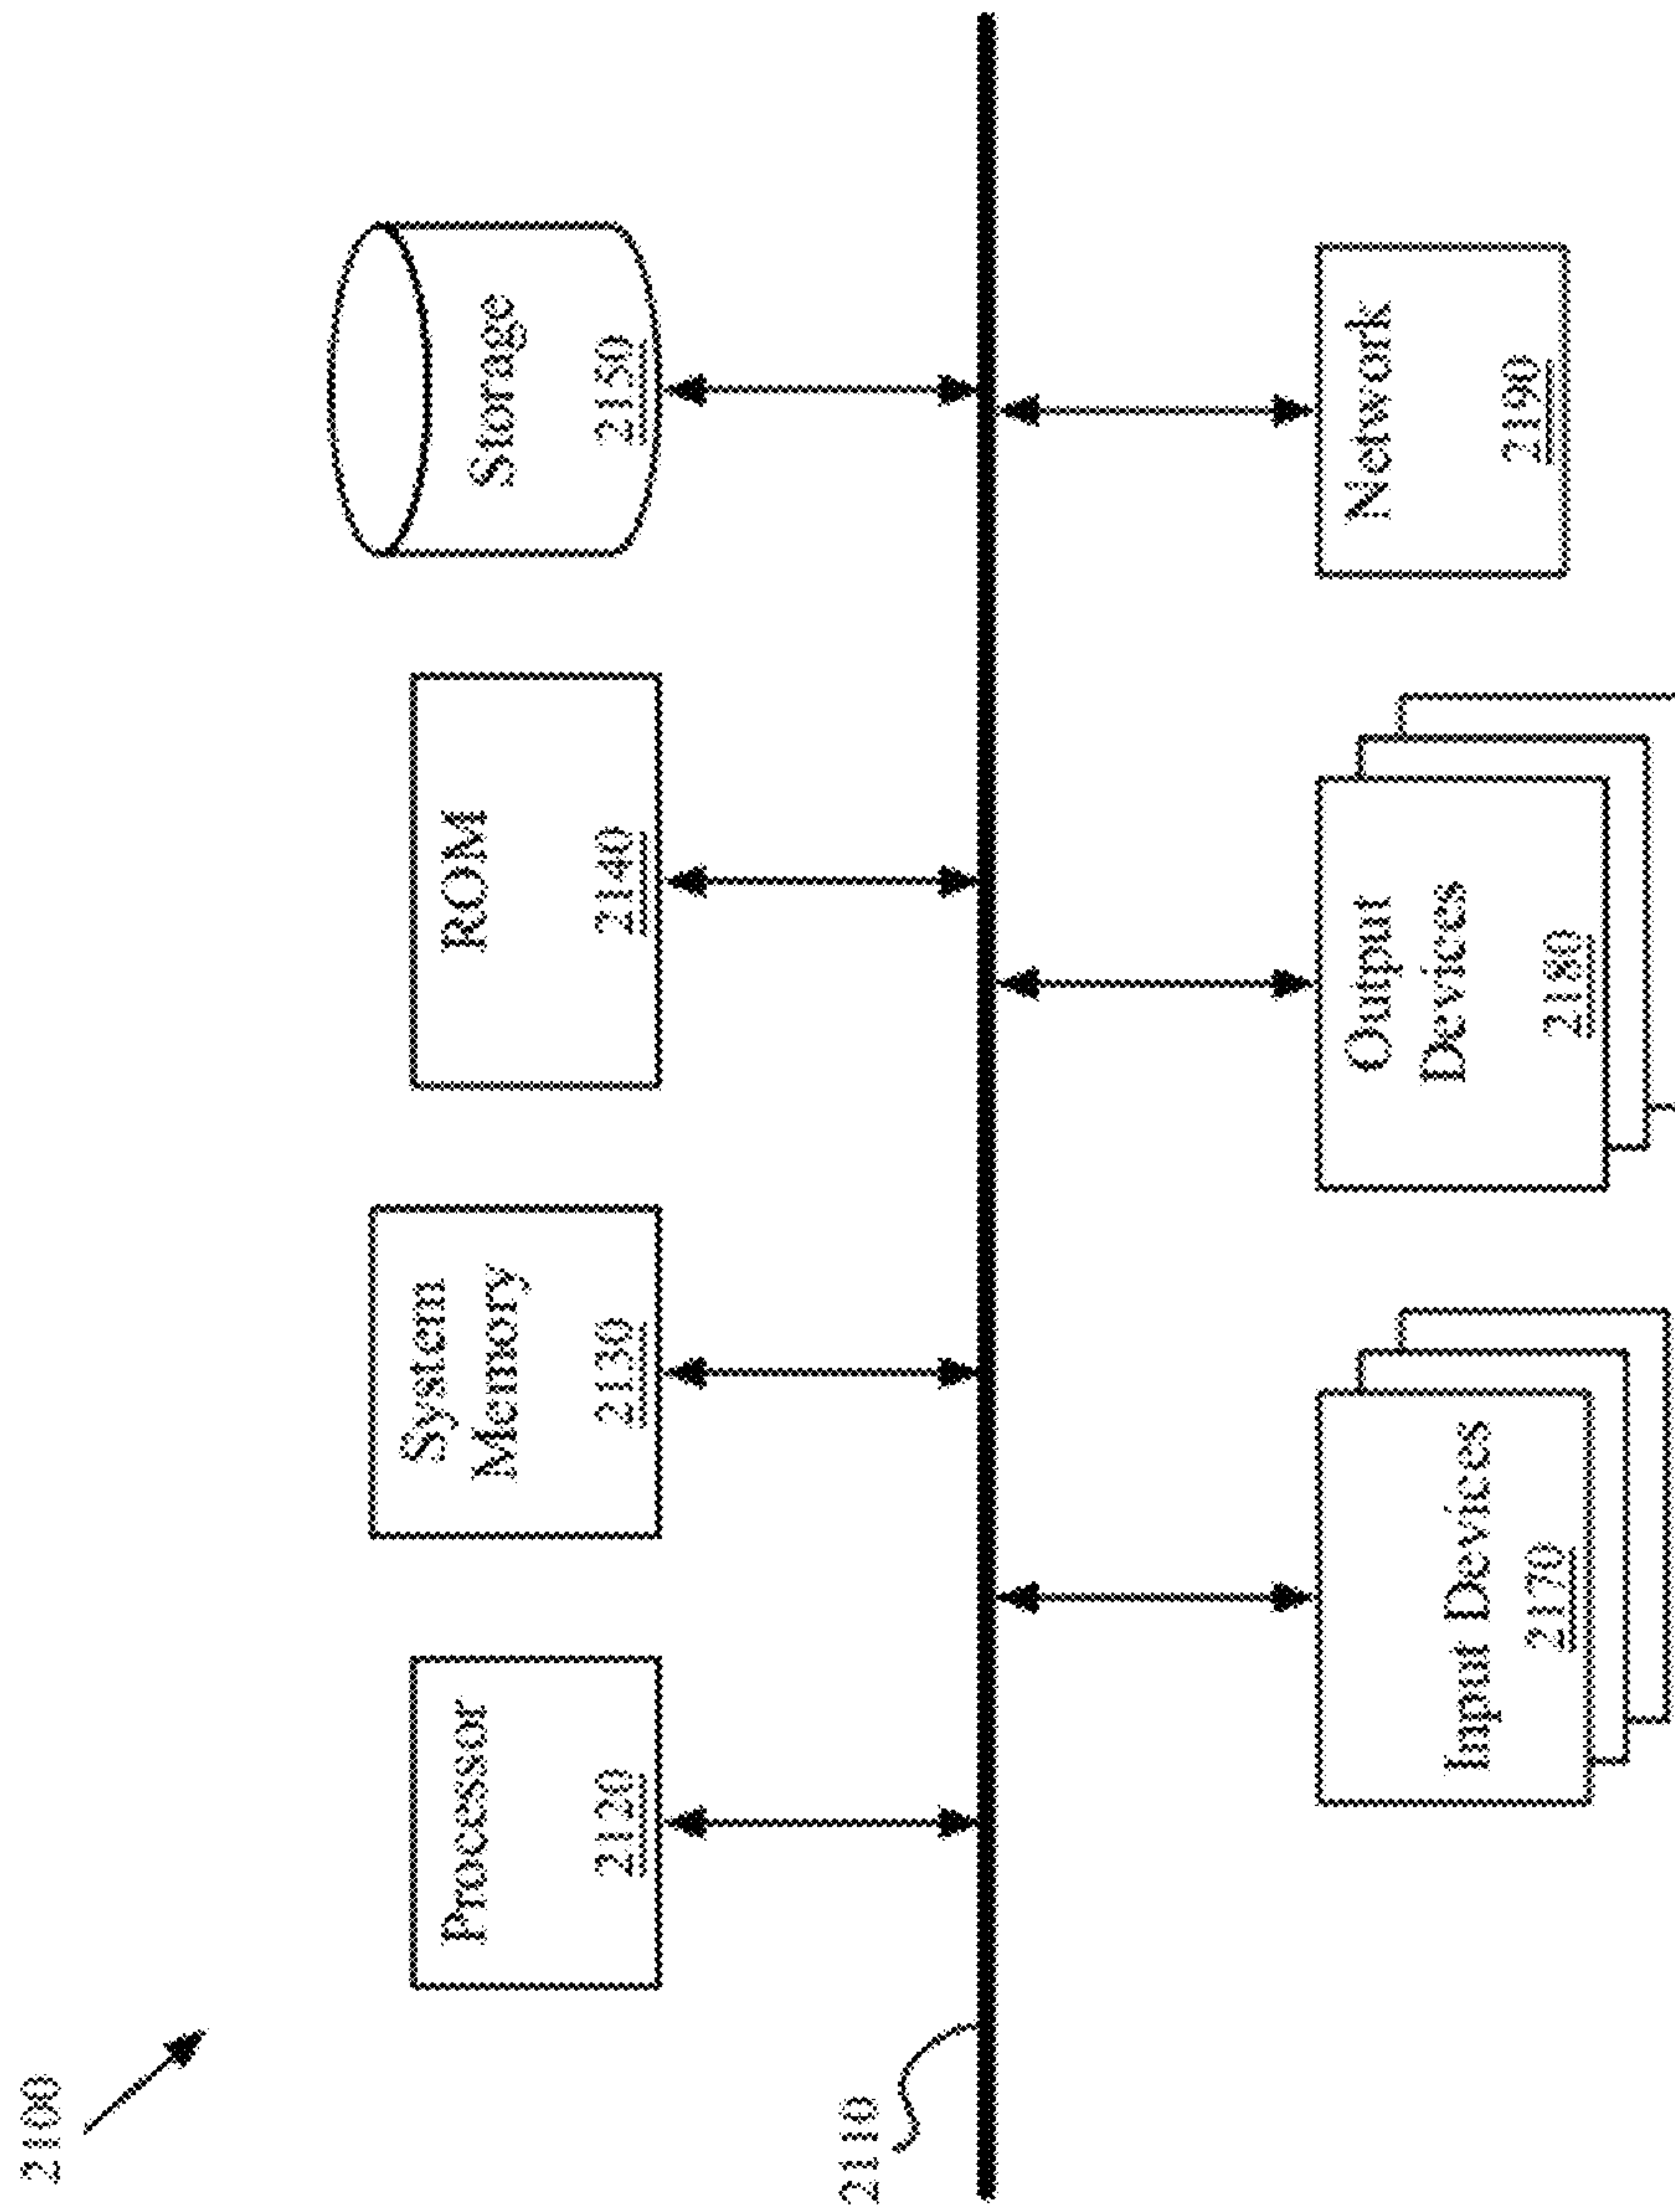 2100
Processor
2120
System
Memory
2130
ROM
2140
Storage
2150
2110
Input Devices
2170
Output
Devices
2180
Network
2190